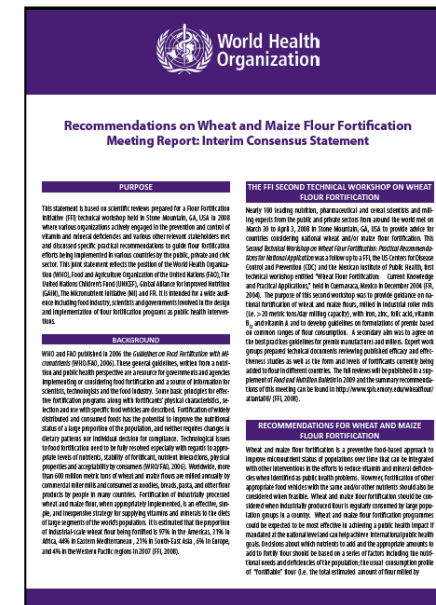 World Health
Organization
Recommendations on Wheat and Maize Flour Fortification
Meeting Report: Interim Consensus Statement
PURPOSE
This statement is based on scientific reviews prepared for a Flour Fortification
Initiative (FFI) technical workshop held in Stone Mountain, GA, USA in 2008
where various organizations actively engaged in the prevention and control of
vitamin and mineral deficiencies and various other relevant stakeholders met
and discussed specific practical recommendations to guide flour fortification
efforts being implemented in various countries by the public, private and civic
sector. This joint statement reflects the position of the World Health Organiza-
tion (WHO), Food and Agriculture Organization of the United Nations (FAO), The
United Nations Children's Fund (UNICEF), Global Alliance for Improved Nutrition
(GAIN), The Micronutrient Initiative (MI) and FFI. It is intended for a wide audi-
ence including food industry, scientists and governments involved in the design
and implementation of flour fortification programs as public health interven-
tions.
BACKGROUND
WHO and FAO published in 2006 the Guidelines on Food Fortification with Mi-
cronutrients (WHO/FAO, 2006). These general guidelines, written from a nutri-
tion and public health perspective are a resource for governments and agencies
implementing or considering food fortification and a source of information for
scientists, technologists and the food industry. Some basic principles for effec-
tive fortification programs along with fortificants' physical characteristics, se-
lection and use with specific food vehicles are described. Fortification of widely
distributed and consumed foods has the potential to improve the nutritional
status of a large proportion of the population, and neither requires changes in
dietary patterns nor individual decision for compliance. Technological issues
to food fortification need to be fully resolved especially with regards to appro-
priate levels of nutrients, stability of fortificants, nutrient interactions, physical
properties and acceptability by consumers (WHO/FAO, 2006). Worldwide, more
than 600 million metric tons of wheat and maize flours are milled annually by
commercial roller mills and consumed as noodles, breads, pasta, and other flour
products by people in many countries. Fortification of industrially processed
wheat and maize flour, when appropriately implemented, is an effective, sim-
ple, and inexpensive strategy for supplying vitamins and minerals to the diets
of large segments of the world's population. It is estimated that the proportion
of industrial-scale wheat flour being fortified is 97% in the Americas, 31% in
Africa, 44% in Eastern Mediterranean, 21% in South-East Asia, 6% in Europe,
and 4% in the Western Pacific regions in 2007 (FFI, 2008).
THE FFI SECOND TECHNICAL WORKSHOP ON WHEAT
FLOUR FORTIFICATION
Nearly 100 leading nutrition, pharmaceutical and cereal scientists and mill-
ing experts from the public and private sectors from around the world met on
March 30 to April 3, 2008 in Stone Mountain, GA, USA to provide advice for
countries considering national wheat and/or maize flour fortification. This
Second Technical Workshop on Wheat Flour Fortification: Practical Recommenda-
tions for National Application was a follow up to a FFI, the US Centers for Disease
Control and Prevention (CDC) and the Mexican Institute of Public Health, first
technical workshop entitled "Wheat Flour Fortification: Current Knowledge
and Practical Applications," held in Cuernavaca, Mexico in December 2004 (FFI,
2004). The purpose of this second workshop was to provide guidance on na-
tional fortification of wheat and maize flours, milled in industrial roller mills
(i.e. >20 metric tons/day milling capacity), with iron, zinc, folic acid, vitamin
B12 and vitamin A and to develop guidelines on formulations of premix based
on common ranges of flour consumption. A secondary aim was to agree on
the best practices guidelines for premix manufacturers and millers. Expert work
groups prepared technical documents reviewing published efficacy and effec-
tiveness studies as well as the form and levels of fortificants currently being
added to flour in different countries. The full reviews will be published in a sup-
plement of Food and Nutrition Bulletin in 2009 and the summary recommenda-
tions of this meeting can be found in http://www.sph.emory.edu/wheatflour/
atlanta08/ (FFI, 2008).
RECOMMENDATIONS FOR WHEAT AND MAIZE
FLOUR FORTIFICATION
Wheat and maize flour fortification is a preventive food-based approach to
improve micronutrient status of populations over time that can be integrated
with other interventions in the efforts to reduce vitamin and mineral deficien-
cies when identified as public health problems. However, fortification of other
appropriate food vehicles with the same and/or other nutrients should also be
considered when feasible. Wheat and maize flour fortification should be con-
sidered when industrially produced flour is regularly consumed by large popu-
lation groups in a country. Wheat and maize flour fortification programmes
could be expected to be most effective in achieving a public health impact if
mandated at the national level and can help achieve international public health
goals. Decisions about which nutrients to add and the appropriate amounts to
add to fortify flour should be based on a series of factors including the nutri-
tional needs and deficiencies of the population; the usual consumption profile
of "fortifiable" flour (i.e. the total estimated amount of flour milled by